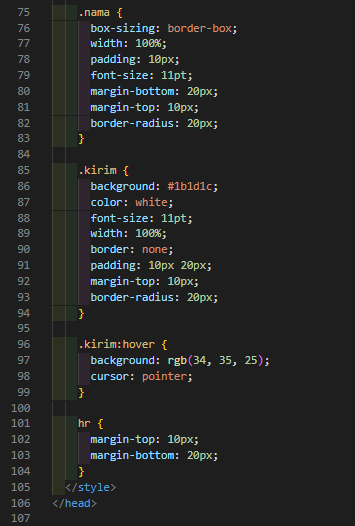 75 .nama {
76 box-sizing: border-box;
77 width: 100%;
78 padding: 10px;
79 font-size: 11pt;
80 margin-bottom: 20px;
81 margin-top: 10px;
82 border-radius: 20px;
83 }
84
85 .kirim {
86 background: #1b1d1c;
87 color: white;
88 font-size: 11pt;
89 width: 100%;
90 border: none;
91 padding: 10px 20px;
92 margin-top: 10px;
93 border-radius: 20px;
94 }
95
96 .kirim:hover {
97 background: rgb(34, 35, 25);
98 cursor: pointer;
99 }
100
101 hr {
102 margin-top: 10px;
103 margin-bottom: 20px;
104 }
105 </style>
106 </head>
107